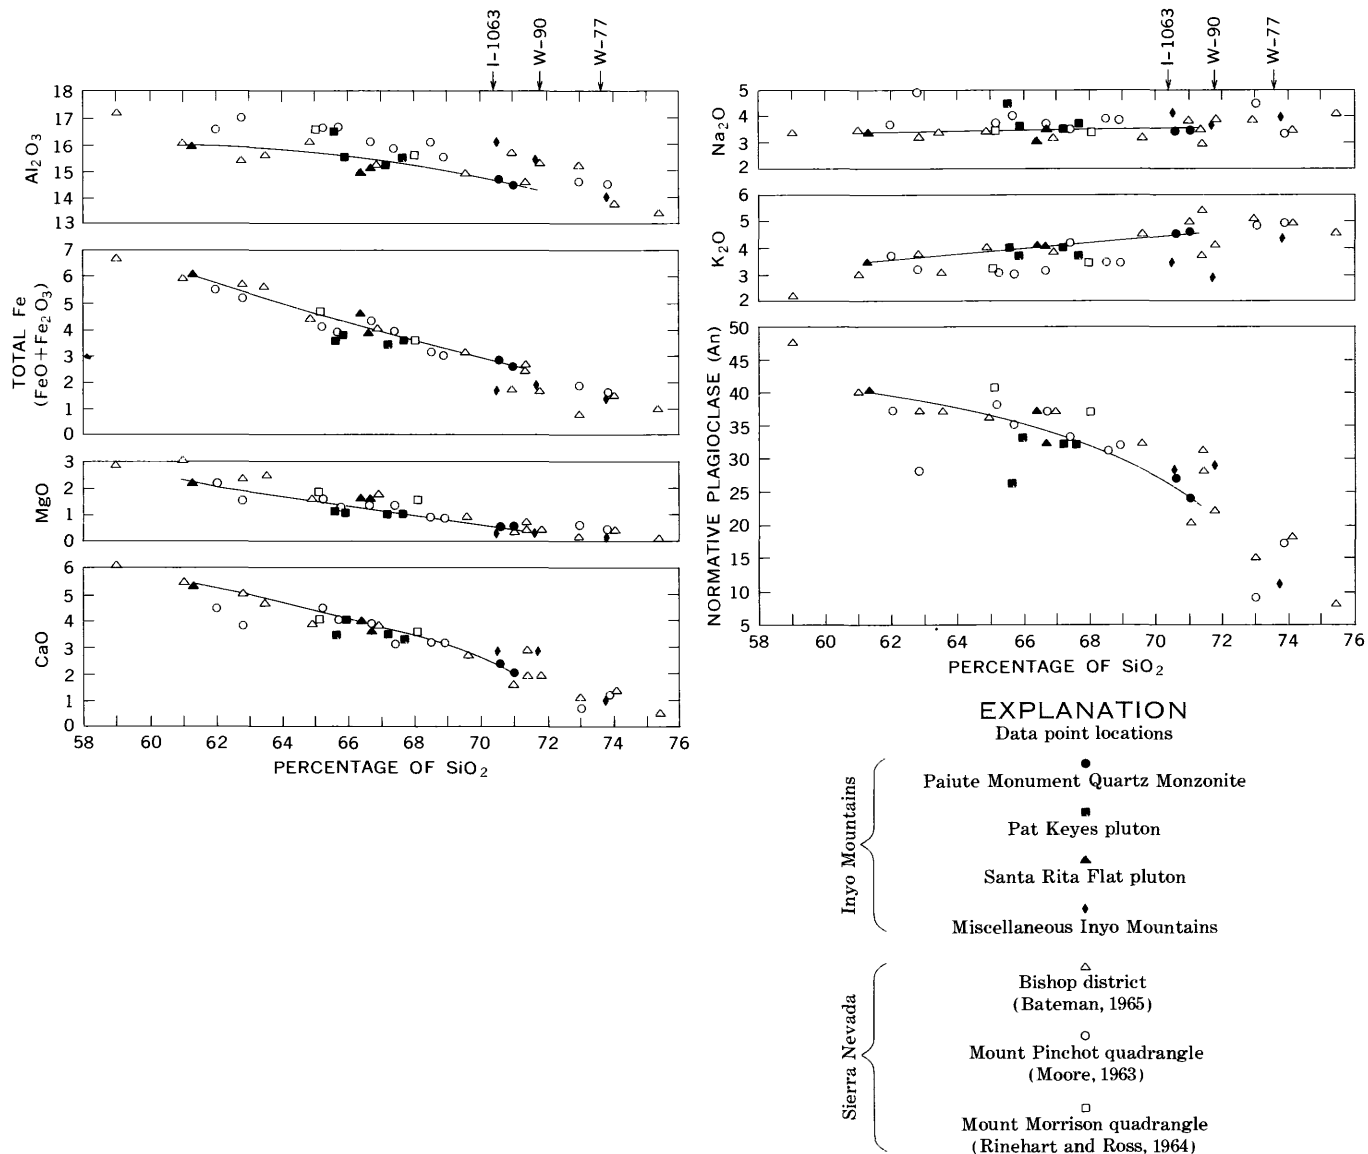 I-1063
W-90
W-77
18
17
16
15
14
13
Al2O3
7
6
5
4
3
2
1
0
TOTAL Fe
(FeO+Fe2O3)
3
2
1
0
MgO
6
5
4
3
2
1
0
CaO
58 60 62 64 66 68 70 72 74 76
PERCENTAGE OF SiO2
I-1063
W-90
W-77
5
4
3
2
Na2O
6
5
4
3
2
K2O
50
45
40
35
30
25
20
15
10
5
NORMATIVE PLAGIOCLASE (An)
58 60 62 64 66 68 70 72 74 76
PERCENTAGE OF SiO2
EXPLANATION
Data point locations
Inyo Mountains
Paiute Monument Quartz Monzonite
Pat Keyes pluton
Santa Rita Flat pluton
Miscellaneous Inyo Mountains
Sierra Nevada
Bishop district
(Bateman, 1965)
Mount Pinchot quadrangle
(Moore, 1963)
Mount Morrison quadrangle
(Rinehart and Ross, 1964)